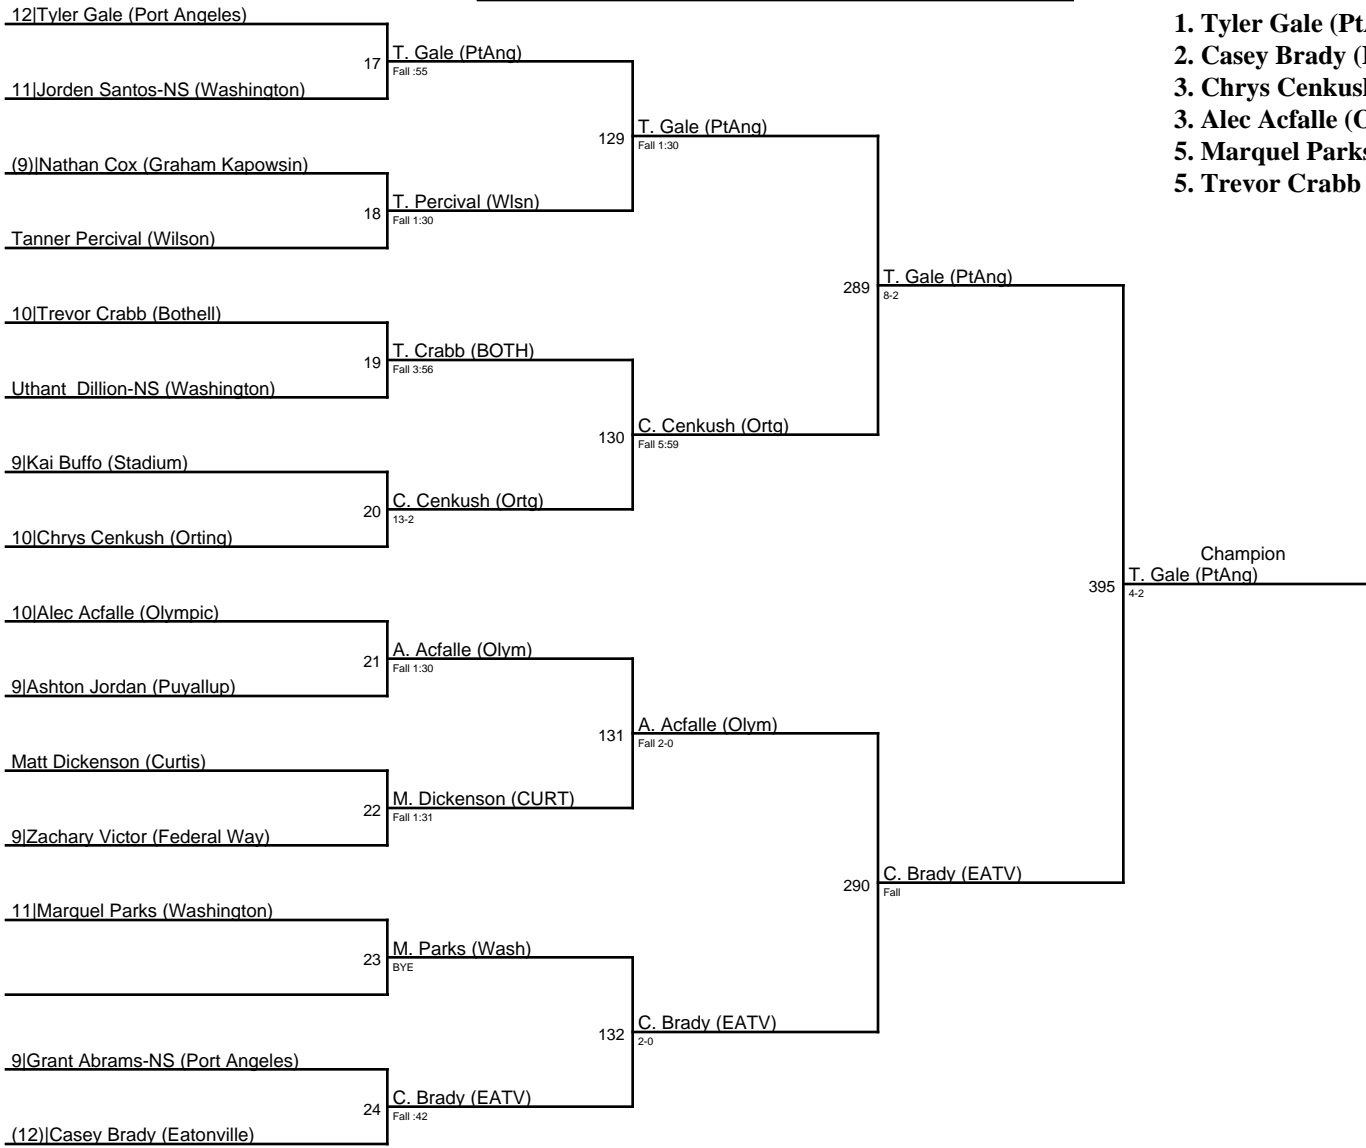 12|Tyler Gale (Port Angeles)
17
T. Gale (PtAng)
Fall :55
11|Jorden Santos-NS (Washington)
129
T. Gale (PtAng)
Fall 1:30
(9)|Nathan Cox (Graham Kapowsin)
18
T. Percival (Wlsn)
Fall 1:30
Tanner Percival (Wilson)
289
T. Gale (PtAng)
8-2
10|Trevor Crabb (Bothell)
19
T. Crabb (BOTH)
Fall 3:56
Uthant  Dillion-NS (Washington)
130
C. Cenkush (Ortg)
Fall 5:59
9|Kai Buffo (Stadium)
20
C. Cenkush (Ortg)
13-2
10|Chrys Cenkush (Orting)
395
Champion
T. Gale (PtAng)
4-2
10|Alec Acfalle (Olympic)
21
A. Acfalle (Olym)
Fall 1:30
9|Ashton Jordan (Puyallup)
131
A. Acfalle (Olym)
Fall 2-0
Matt Dickenson (Curtis)
22
M. Dickenson (CURT)
Fall 1:31
9|Zachary Victor (Federal Way)
290
C. Brady (EATV)
Fall
11|Marquel Parks (Washington)
23
M. Parks (Wash)
BYE
132
C. Brady (EATV)
2-0
9|Grant Abrams-NS (Port Angeles)
24
C. Brady (EATV)
Fall :42
(12)|Casey Brady (Eatonville)
1. Tyler Gale
2. Casey Brady
3. Chrys Cenkush
3. Alec Acfalle
5. Marquel Parks
5. Trevor Crabb